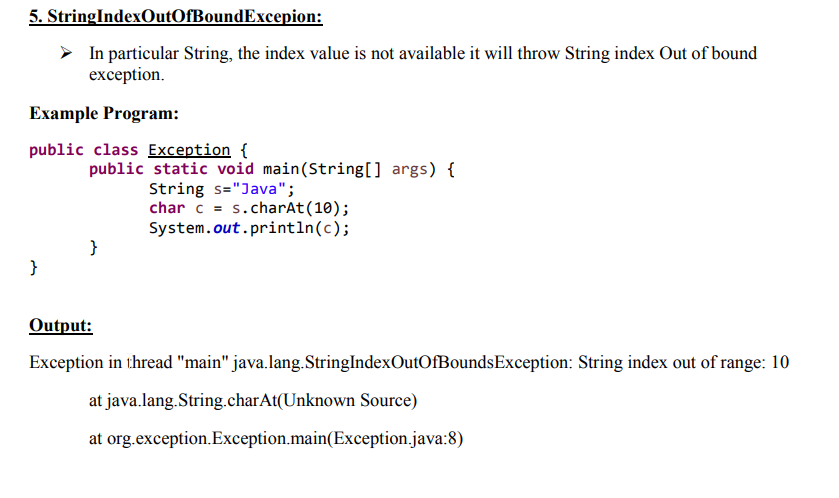 5. StringIndexOutOfBoundExcepion:
➢ In particular String, the index value is not available it will throw String index Out of bound
exception.
Example Program:
public class Exception {
public static void main(String[] args) {
String s="Java";
char c = s.charAt(10);
System.out.println(c);
}
}
Output:
Exception in thread "main" java.lang.StringIndexOutOfBoundsException: String index out of range: 10
at java.lang.String.charAt(Unknown Source)
at org.exception.Exception.main(Exception.java:8)